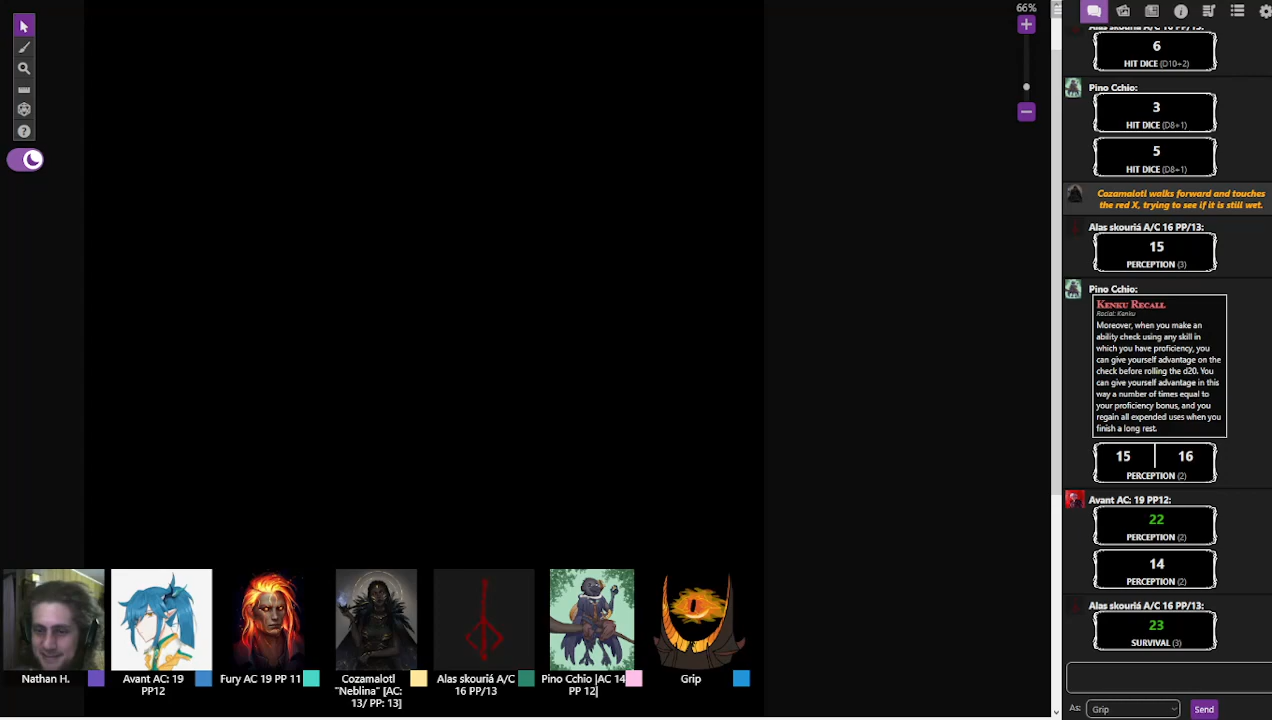 66%
Alas skouriá A/C 16 PP/13:
6
HIT DICE (D10+2)
Pino Cchio:
3
HIT DICE (D8+1)
5
HIT DICE (D8+1)
Cozamalotl walks forward and touches
the red X, trying to see if it is still wet.
Alas skouriá A/C 16 PP/13:
15
PERCEPTION (3)
Pino Cchio:
KENKU RECALL
Racial: Kenku
Moreover, when you make an
ability check using any skill in
which you have proficiency, you
can give yourself advantage on the
check before rolling the d20. You
can give yourself advantage in this
way a number of times equal to
your proficiency bonus, and you
regain all expended uses when you
finish a long rest.
15 16
PERCEPTION (2)
Avant AC: 19 PP12:
22
PERCEPTION (2)
14
PERCEPTION (2)
Alas skouriá A/C 16 PP/13:
23
SURVIVAL (3)
As: Grip Send
Nathan H.
Avant AC: 19
PP12
Fury AC 19 PP 11
Cozamalotl
"Neblina" [AC:
13/ PP: 13]
Alas skouriá A/C
16 PP/13
Pino Cchio |AC 14
PP 12|
Grip